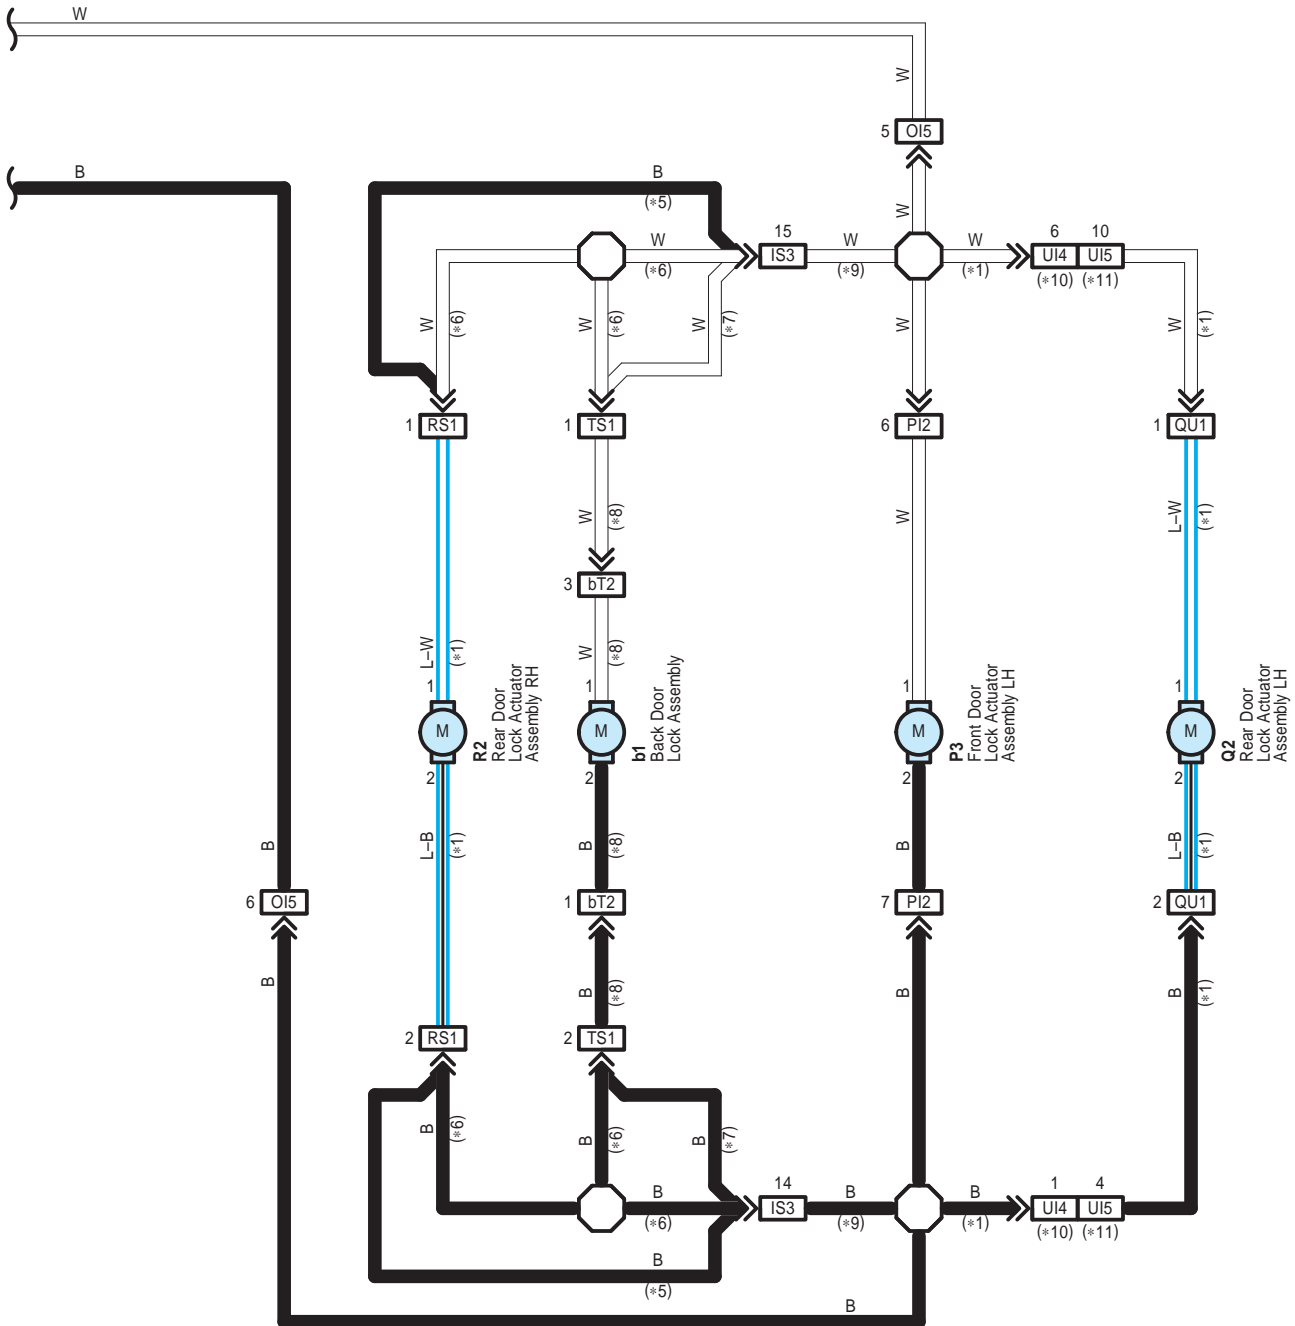 W
W
5 OI5
B
B
(*5)
W
15
IS3
W
(*6)
W
(*9)
W
(*1)
6 10
UI4 UI5
(*10) (*11)
W
(*6)
W
(*6)
W
(*7)
W
W
(*1)
1 RS1
1 TS1
6 PI2
1 QU1
W
(*8)
W
L–W
(*1)
3 bT2
L–W
(*1)
W
(*8)
1
M
2
R2
Rear Door
Lock Actuator
Assembly RH
1
M
2
b1
Back Door
Lock Assembly
1
M
2
P3
Front Door
Lock Actuator
Assembly LH
1
M
2
Q2
Rear Door
Lock Actuator
Assembly LH
B
L–B
(*1)
B
(*8)
B
L–B
(*1)
6 OI5
1 bT2
7 PI2
2 QU1
B
B
(*8)
B
B
(*1)
2 RS1
2 TS1
B
(*6)
B
(*6)
B
(*7)
14
IS3
B
(*6)
B
(*9)
B
(*1)
1 4
UI4 UI5
(*10) (*11)
B
(*5)
B